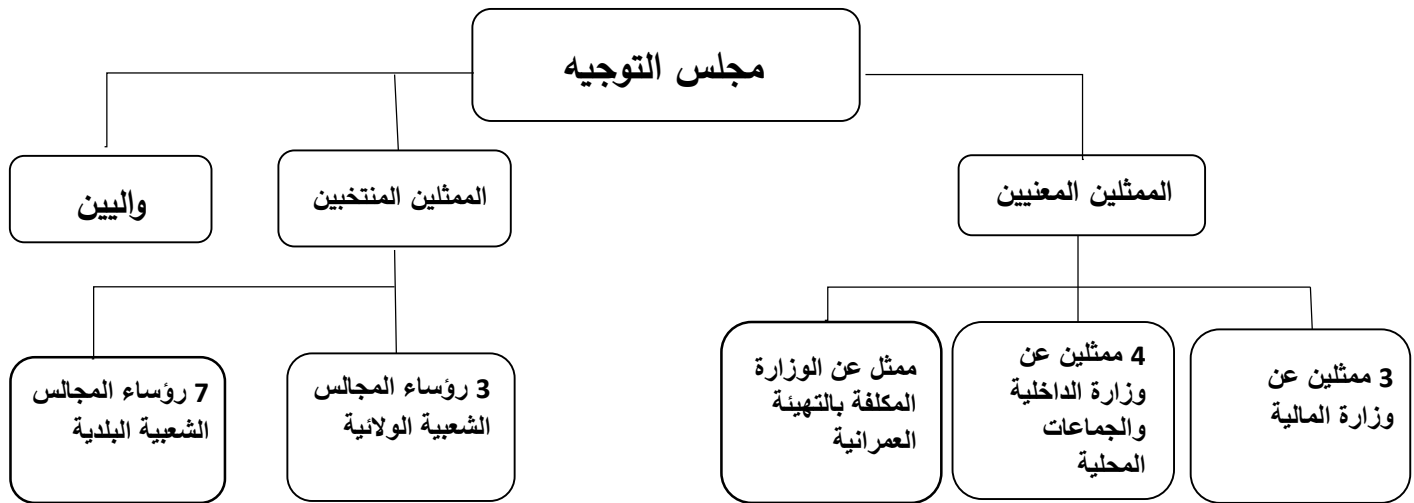 مجلس التوجيه
الممثلين المعنيين
الممثلين المنتخبين
واليين
3 ممثلين عن
وزارة المالية
4 ممثلين عن
وزارة الداخلية
والجماعات
المحلية
ممثل عن الوزارة
المكلفة بالتهيئة
العمرانية
3 رؤساء المجالس
الشعبية الولائية
7 رؤساء المجالس
الشعبية البلدية